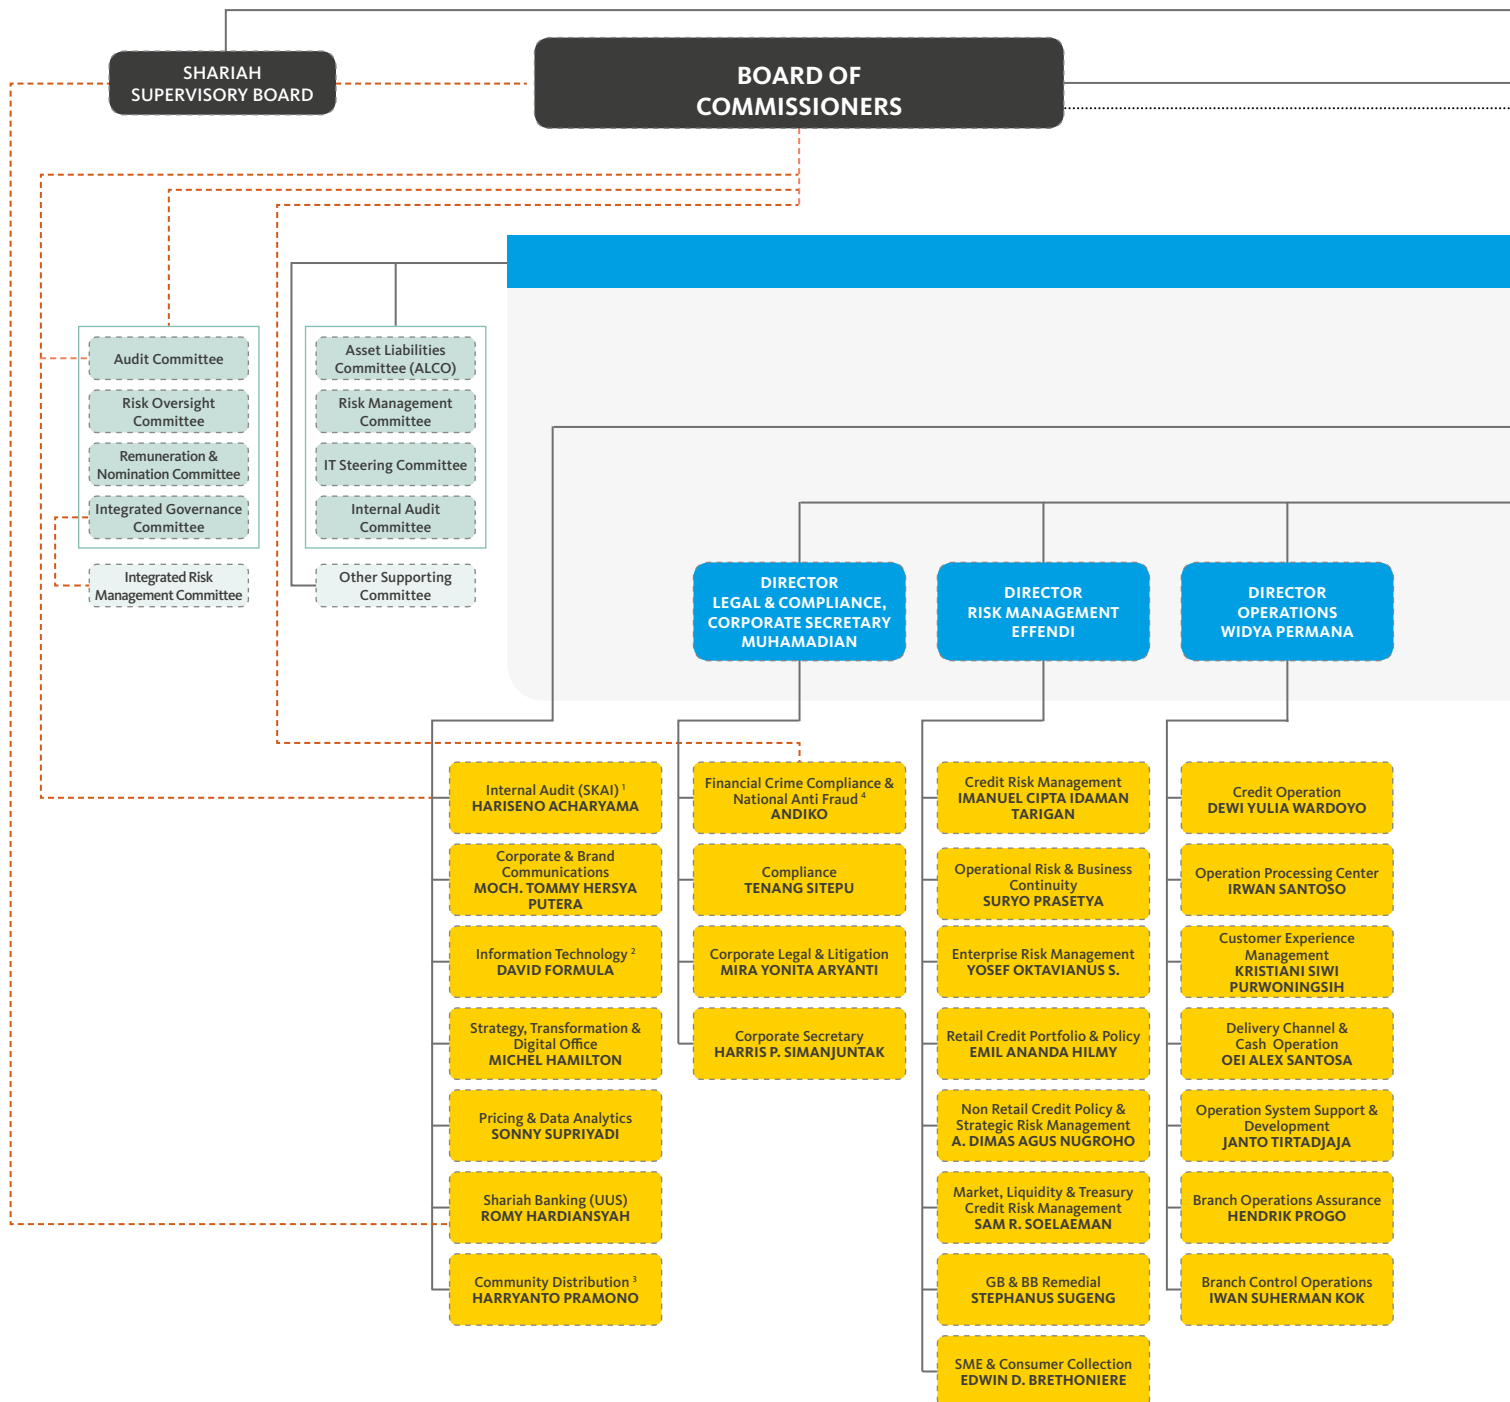 SHARIAH
SUPERVISORY BOARD
BOARD OF
COMMISSIONERS
Audit Committee
Risk Oversight
Committee
Remuneration &
Nomination Committee
Integrated Governance
Committee
Integrated Risk
Management Committee
Asset Liabilities
Committee (ALCO)
Risk Management
Committee
IT Steering Committee
Internal Audit
Committee
Other Supporting
Committee
DIRECTOR
LEGAL & COMPLIANCE,
CORPORATE SECRETARY
MUHAMADIAN
DIRECTOR
RISK MANAGEMENT
EFFENDI
DIRECTOR
OPERATIONS
WIDYA PERMANA
Internal Audit (SKAI) 1
HARISENO ACHARYAMA
Corporate & Brand
Communications
MOCH. TOMMY HERSYA
PUTERA
Information Technology 2
DAVID FORMULA
Strategy, Transformation &
Digital Office
MICHEL HAMILTON
Pricing & Data Analytics
SONNY SUPRIYADI
Shariah Banking (UUS)
ROMY HARDIANSYAH
Community Distribution 3
HARRYANTO PRAMONO
Financial Crime Compliance &
National Anti Fraud 4
ANDIKO
Compliance
TENANG SITEPU
Corporate Legal & Litigation
MIRA YONITA ARYANTI
Corporate Secretary
HARRIS P. SIMANJUNTAK
Credit Risk Management
IMANUEL CIPTA IDAMAN
TARIGAN
Operational Risk & Business
Continuity
SURYO PRASETYA
Enterprise Risk Management
YOSEF OKTAVIANUS S.
Retail Credit Portfolio & Policy
EMIL ANANDA HILMY
Non Retail Credit Policy &
Strategic Risk Management
A. DIMAS AGUS NUGROHO
Market, Liquidity & Treasury
Credit Risk Management
SAM R. SOELAEMAN
GB & BB Remedial
STEPHANUS SUGENG
SME & Consumer Collection
EDWIN D. BRETHONIERE
Credit Operation
DEWI YULIA WARDOYO
Operation Processing Center
IRWAN SANTOSO
Customer Experience
Management
KRISTIANI SIWI
PURWONINGSIH
Delivery Channel &
Cash Operation
OEI ALEX SANTOSA
Operation System Support &
Development
JANTO TIRTADJAJA
Branch Operations Assurance
HENDRIK PROGO
Branch Control Operations
IWAN SUHERMAN KOK